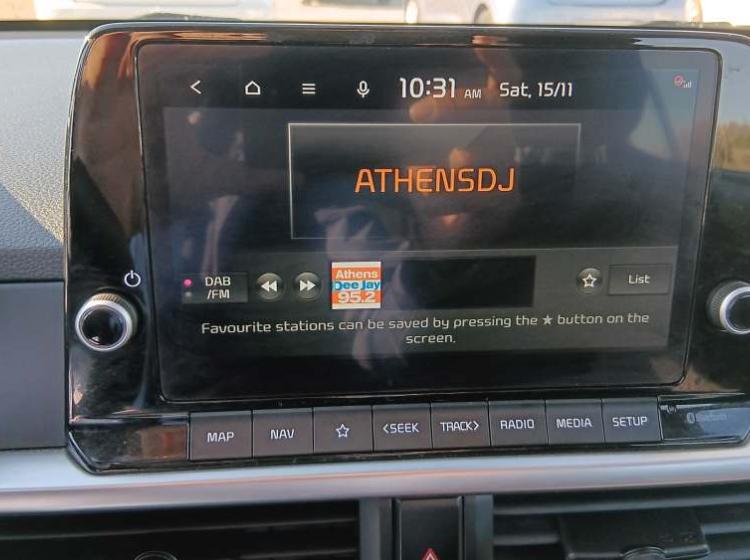 10:31 AM Sat, 15/11
ATHENSDJ
DAB
/FM
Athens
Dee Jay
95.2
List
Favourite stations can be saved by pressing the ★ button on the
screen.
MAP
NAV
<SEEK
TRACK>
RADIO
MEDIA
SETUP
Bluetooth